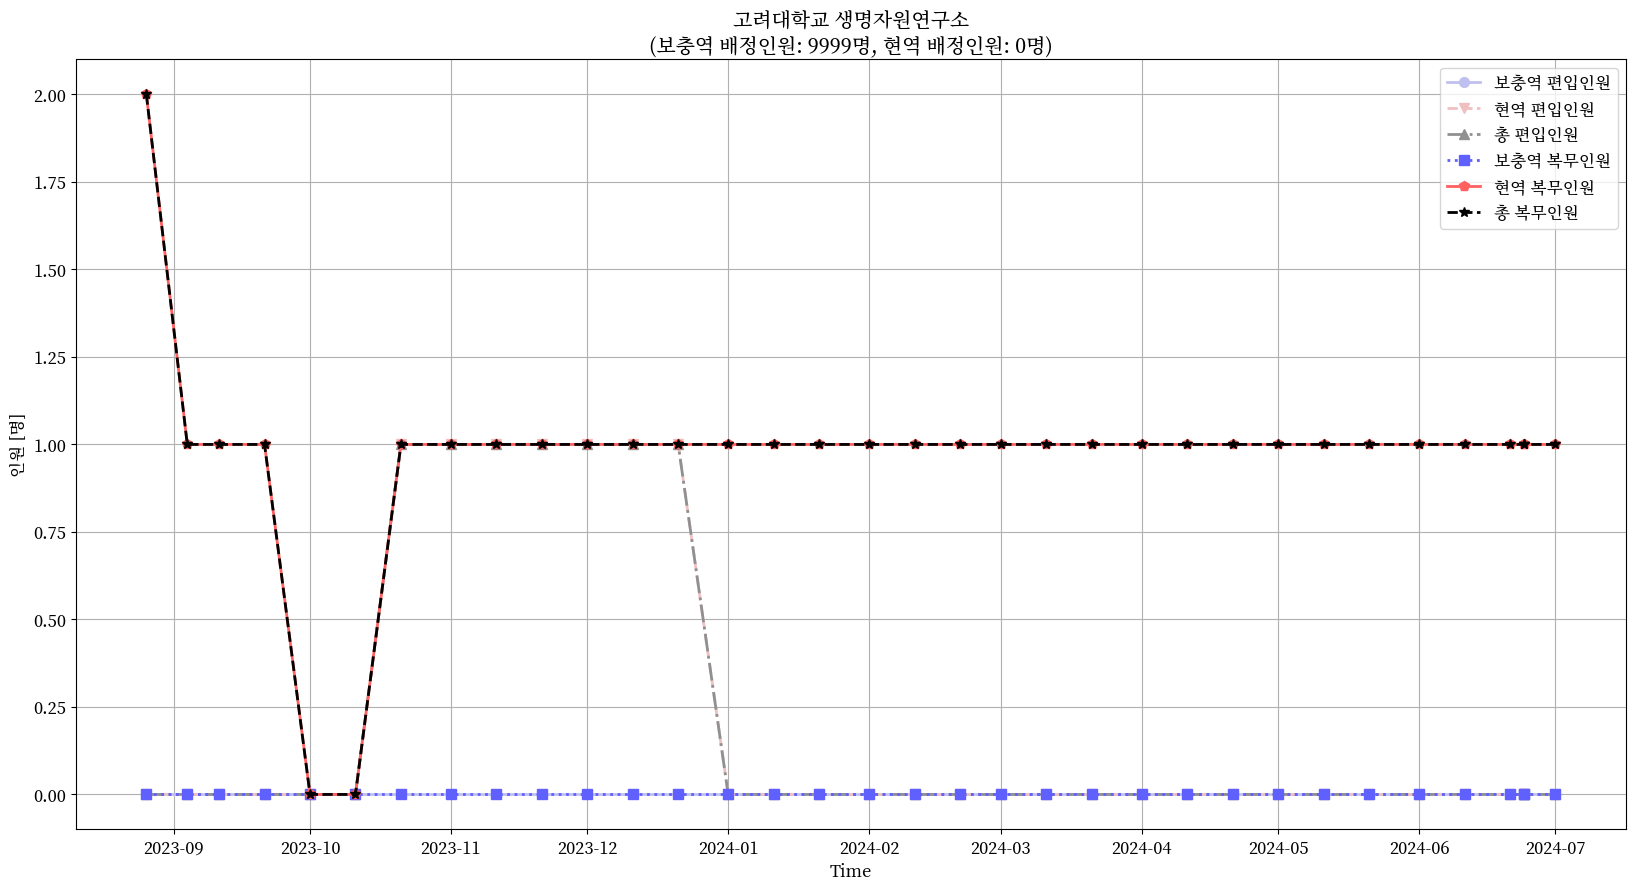 고려대학교 생명자원연구소
(보충역 배정인원: 9999명, 현역 배정인원: 0명)
보충역 편입인원
현역 편입인원
총 편입인원
보충역 복무인원
현역 복무인원
총 복무인원
인원 [명]
2.00
1.75
1.50
1.25
1.00
0.75
0.50
0.25
0.00
2023-09
2023-10
2023-11
2023-12
2024-01
2024-02
2024-03
2024-04
2024-05
2024-06
2024-07
Time